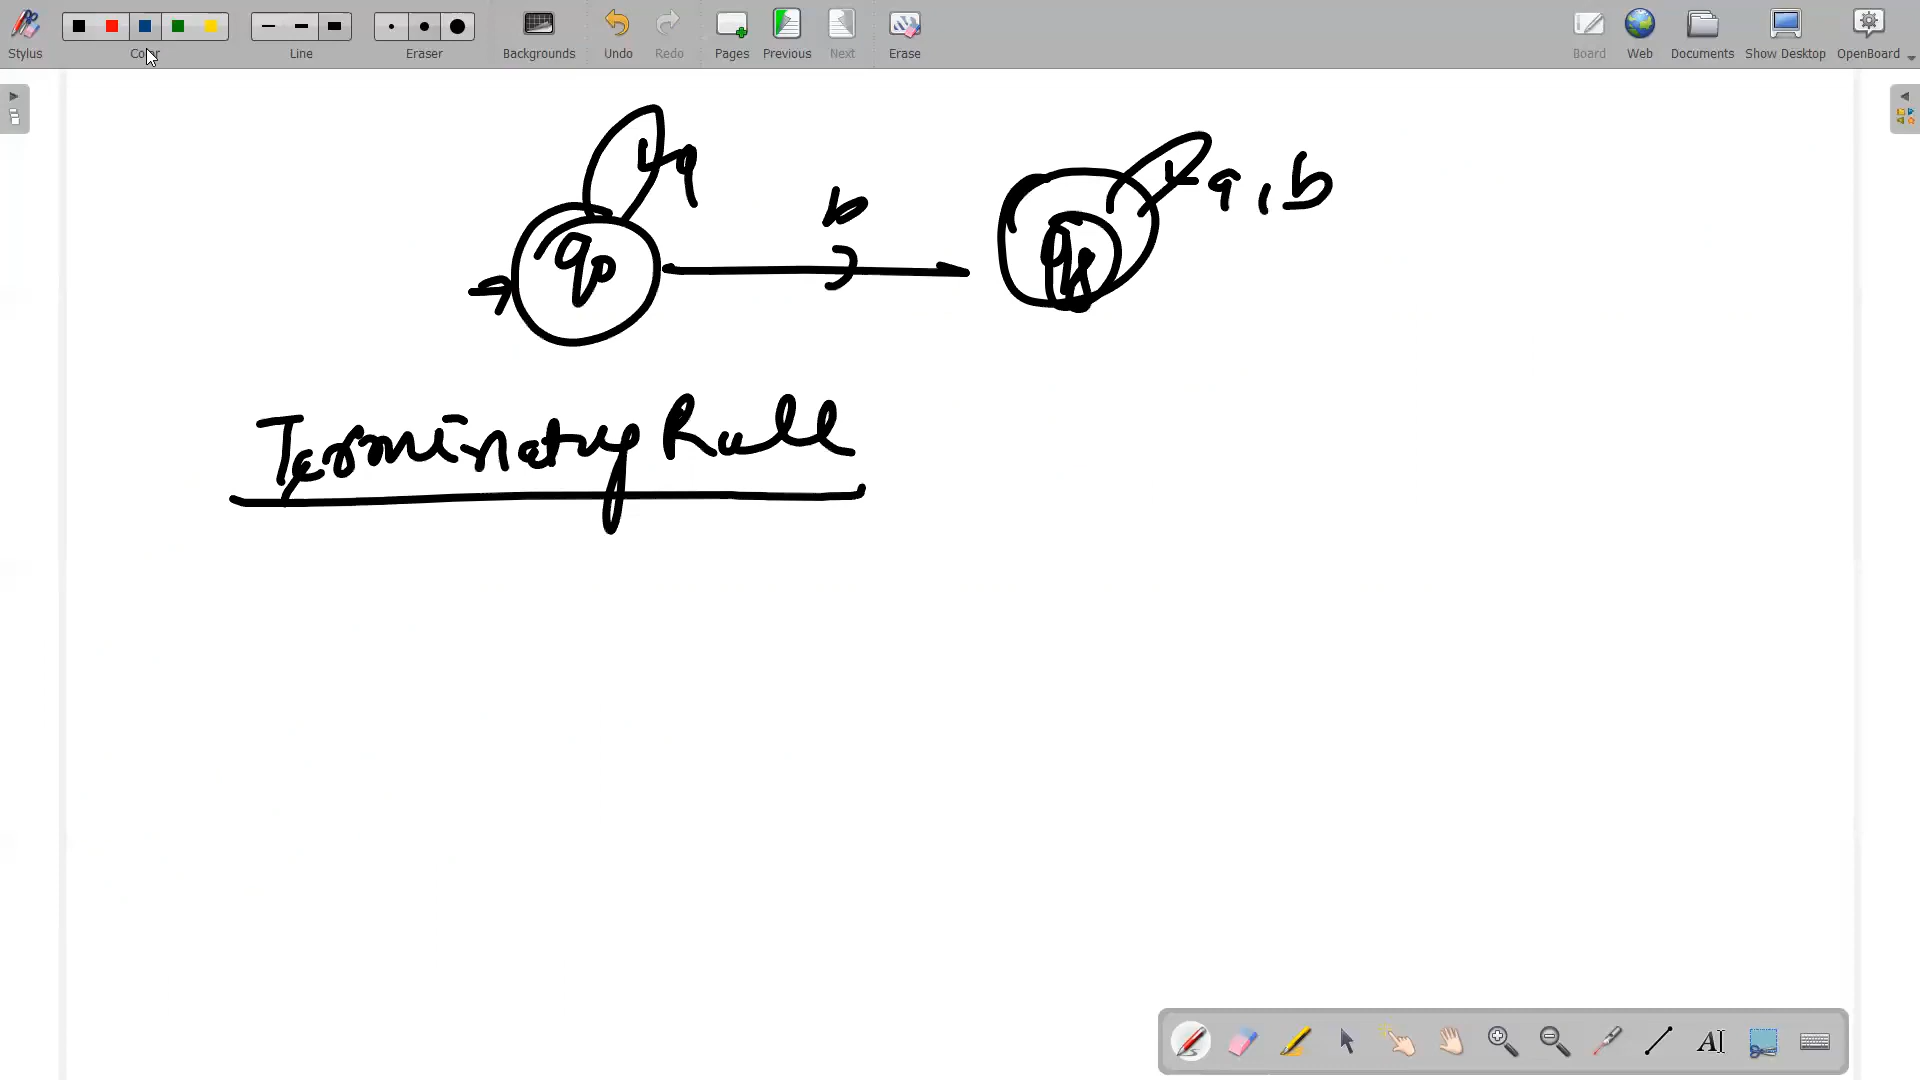 Stylus Color Line Eraser Backgrounds Undo Redo Pages Previous Next Erase Board Web Documents Show Desktop OpenBoard
a
b
a, b
q0
Terminatry Rull